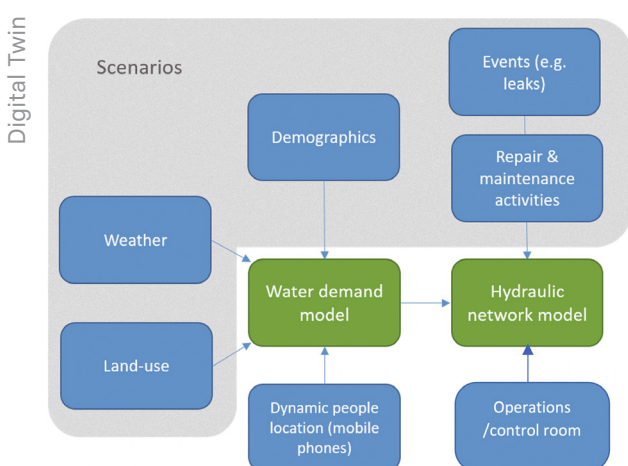 Digital Twin
Scenarios
Events (e.g.
leaks)
Demographics
Repair &
maintenance
activities
Weather
Water demand
model
Hydraulic
network model
Land-use
Dynamic people
location (mobile
phones)
Operations
/control room